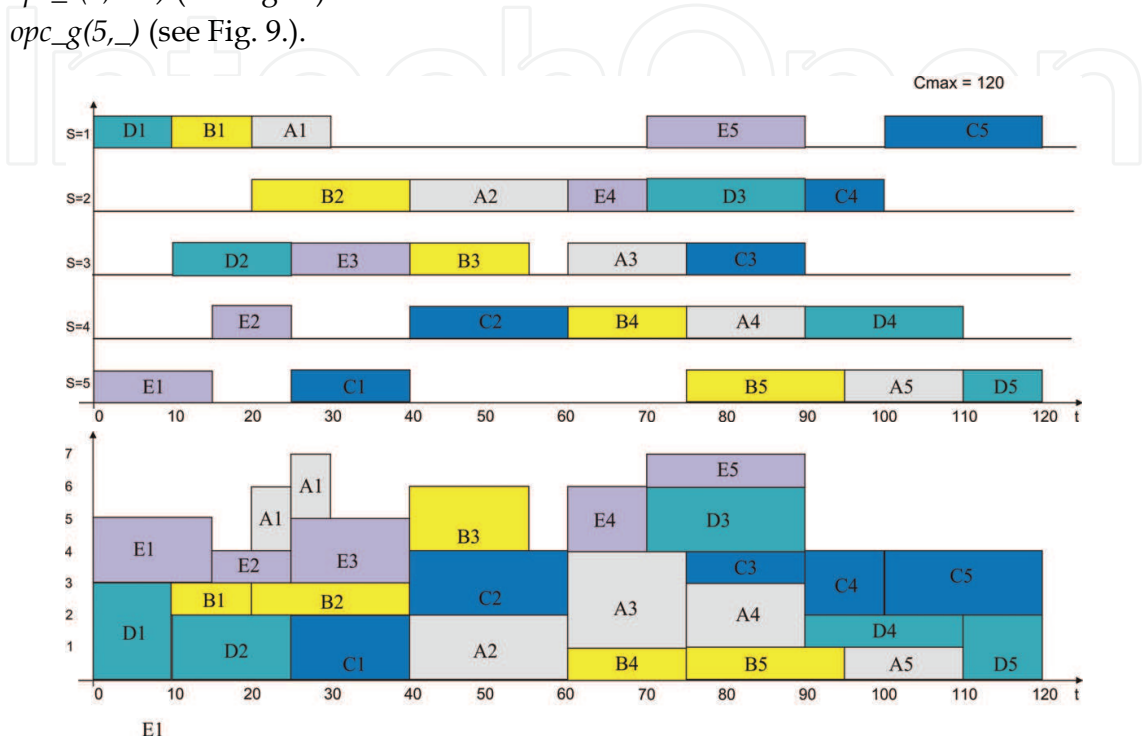 opc_g(5,_) (see Fig. 9.).
IntechOpen
Cmax = 120
S=1 D1 B1 A1 E5 C5
S=2 B2 A2 E4 D3 C4
S=3 D2 E3 B3 A3 C3
S=4 E2 C2 B4 A4 D4
S=5 E1 C1 B5 A5 D5
0 10 20 30 40 50 60 70 80 90 100 110 120 t
7
E5
6
A1
A1 E4 D3
5
B3
E1 E2 E3
4
C3 C4 C5
3
B1 B2 C2 A3 A4
2
D1 D4
1
D2 C1 A2 B4 B5 A5 D5
0 10 20 30 40 50 60 70 80 90 100 110 120 t
E1